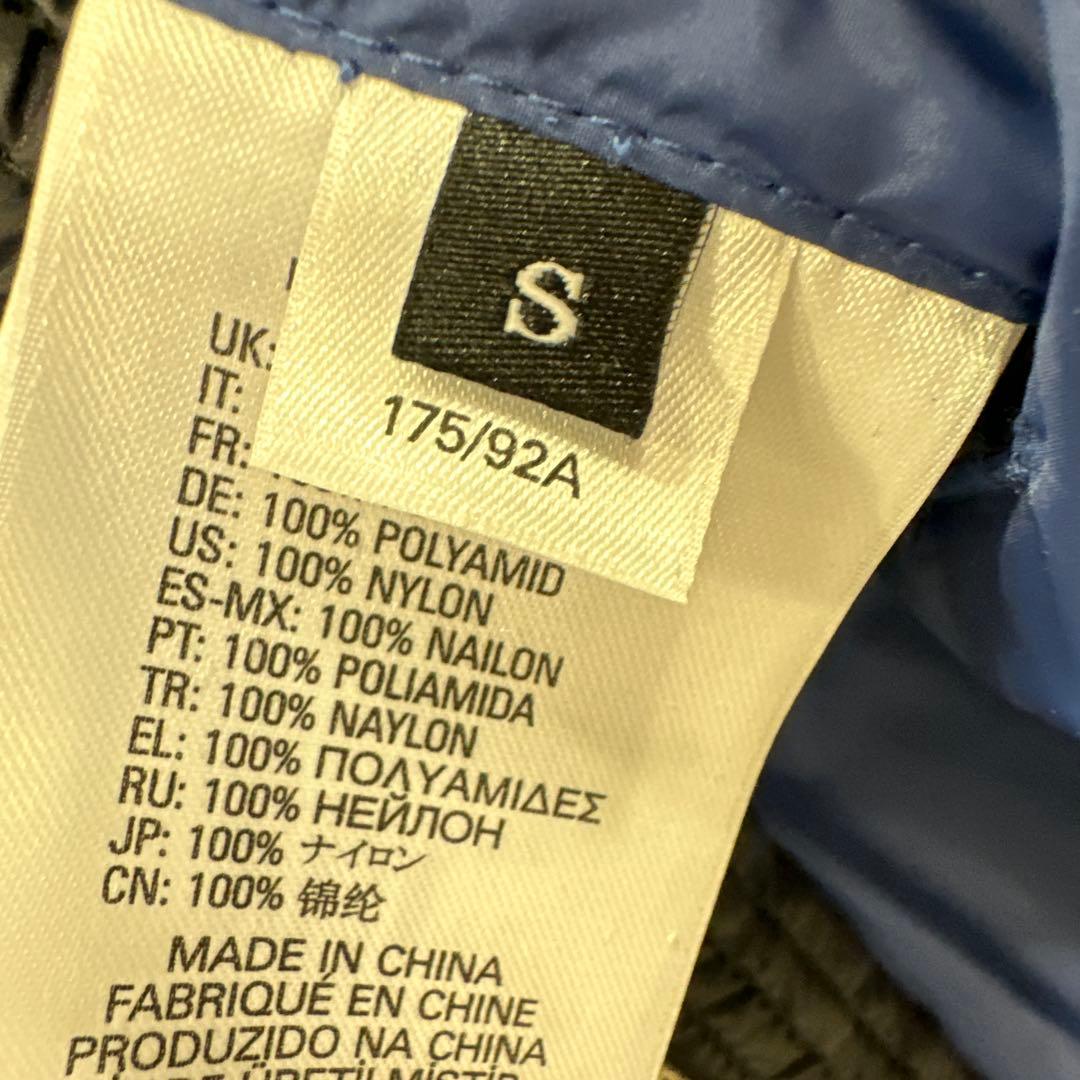 S
175/92A
UK:
IT:
FR:
DE: 100% POLYAMID
US: 100% NYLON
ES-MX: 100% NAILON
PT: 100% POLIAMIDA
TR: 100% NAYLON
EL: 100% ΠΟΛΥΑΜΙΔΕΣ
RU: 100% НЕЙЛОН
JP: 100% ナイロン
CN: 100% 锦纶
MADE IN CHINA
FABRIQUÉ EN CHINE
PRODUZIDO NA CHINA